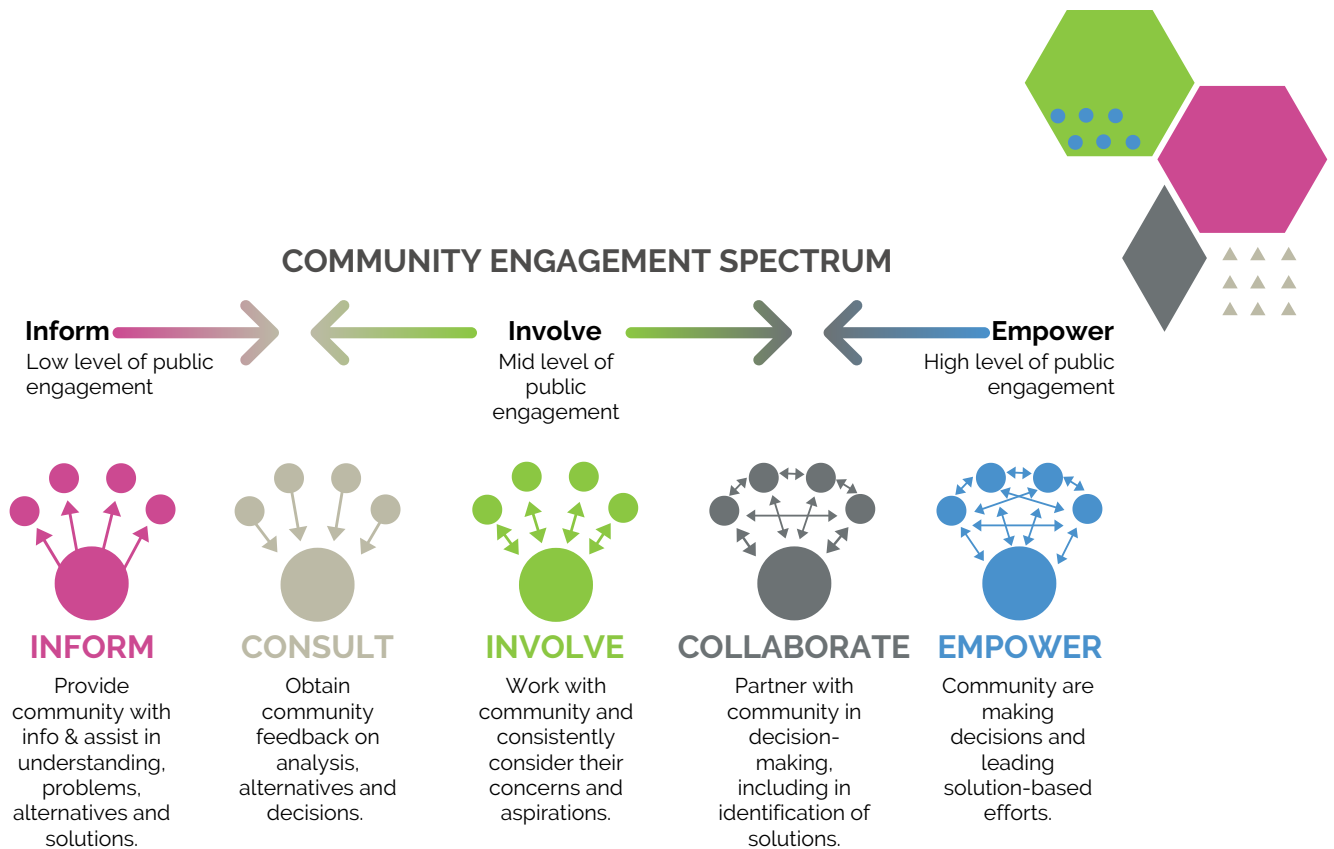 COMMUNITY ENGAGEMENT SPECTRUM
Inform
Low level of public
engagement
Involve
Mid level of
public
engagement
Empower
High level of public
engagement
INFORM
Provide
community with
info & assist in
understanding,
problems,
alternatives and
solutions.
CONSULT
Obtain
community
feedback on
analysis,
alternatives and
decisions.
INVOLVE
Work with
community and
consistently
consider their
concerns and
aspirations.
COLLABORATE
Partner with
community in
decision-
making,
including in
identification of
solutions.
EMPOWER
Community are
making
decisions and
leading
solution-based
efforts.